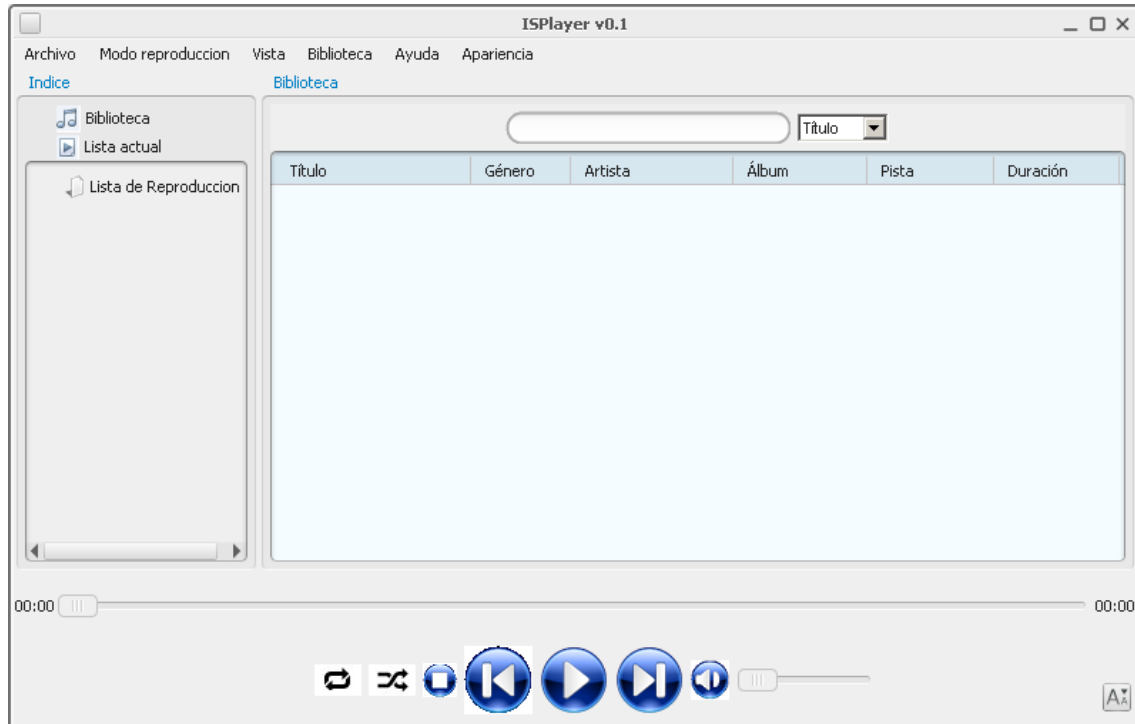 ISPlayer v0.1
Archivo Modo reproduccion Vista Biblioteca Ayuda Apariencia
Indice
Biblioteca
Biblioteca
Lista actual
Lista de Reproduccion
Título
Título Género Artista Álbum Pista Duración
00:00 00:00